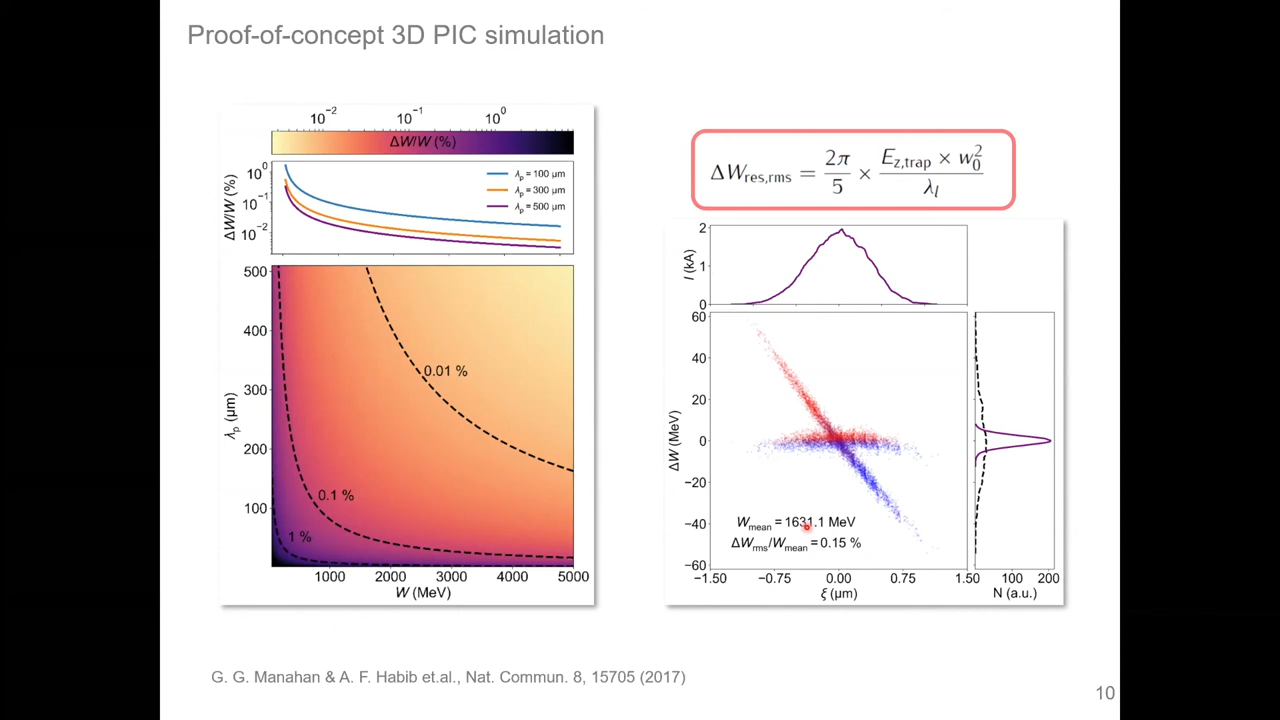 Proof-of-concept 3D PIC simulation
10⁻² 10⁻¹ 10⁰
ΔW/W (%)
ΔW/W (%)
10⁰
10⁻¹
10⁻²
λp = 100 μm
λp = 300 μm
λp = 500 μm
λp (μm)
500
400
300
200
100
0.01 %
0.1 %
1 %
1000 2000 3000 4000 5000
W (MeV)
ΔWres,rms = 2π/5 × Ez,trap × w₀²/λl
I (kA)
2
1
0
ΔW (MeV)
60
40
20
0
−20
−40
−60
Wmean = 1631.1 MeV
ΔWrms/Wmean = 0.15 %
−1.50 −0.75 0.00 0.75 1.50
ξ (μm)
100 200
N (a.u.)
G. G. Manahan & A. F. Habib et.al., Nat. Commun. 8, 15705 (2017)
10